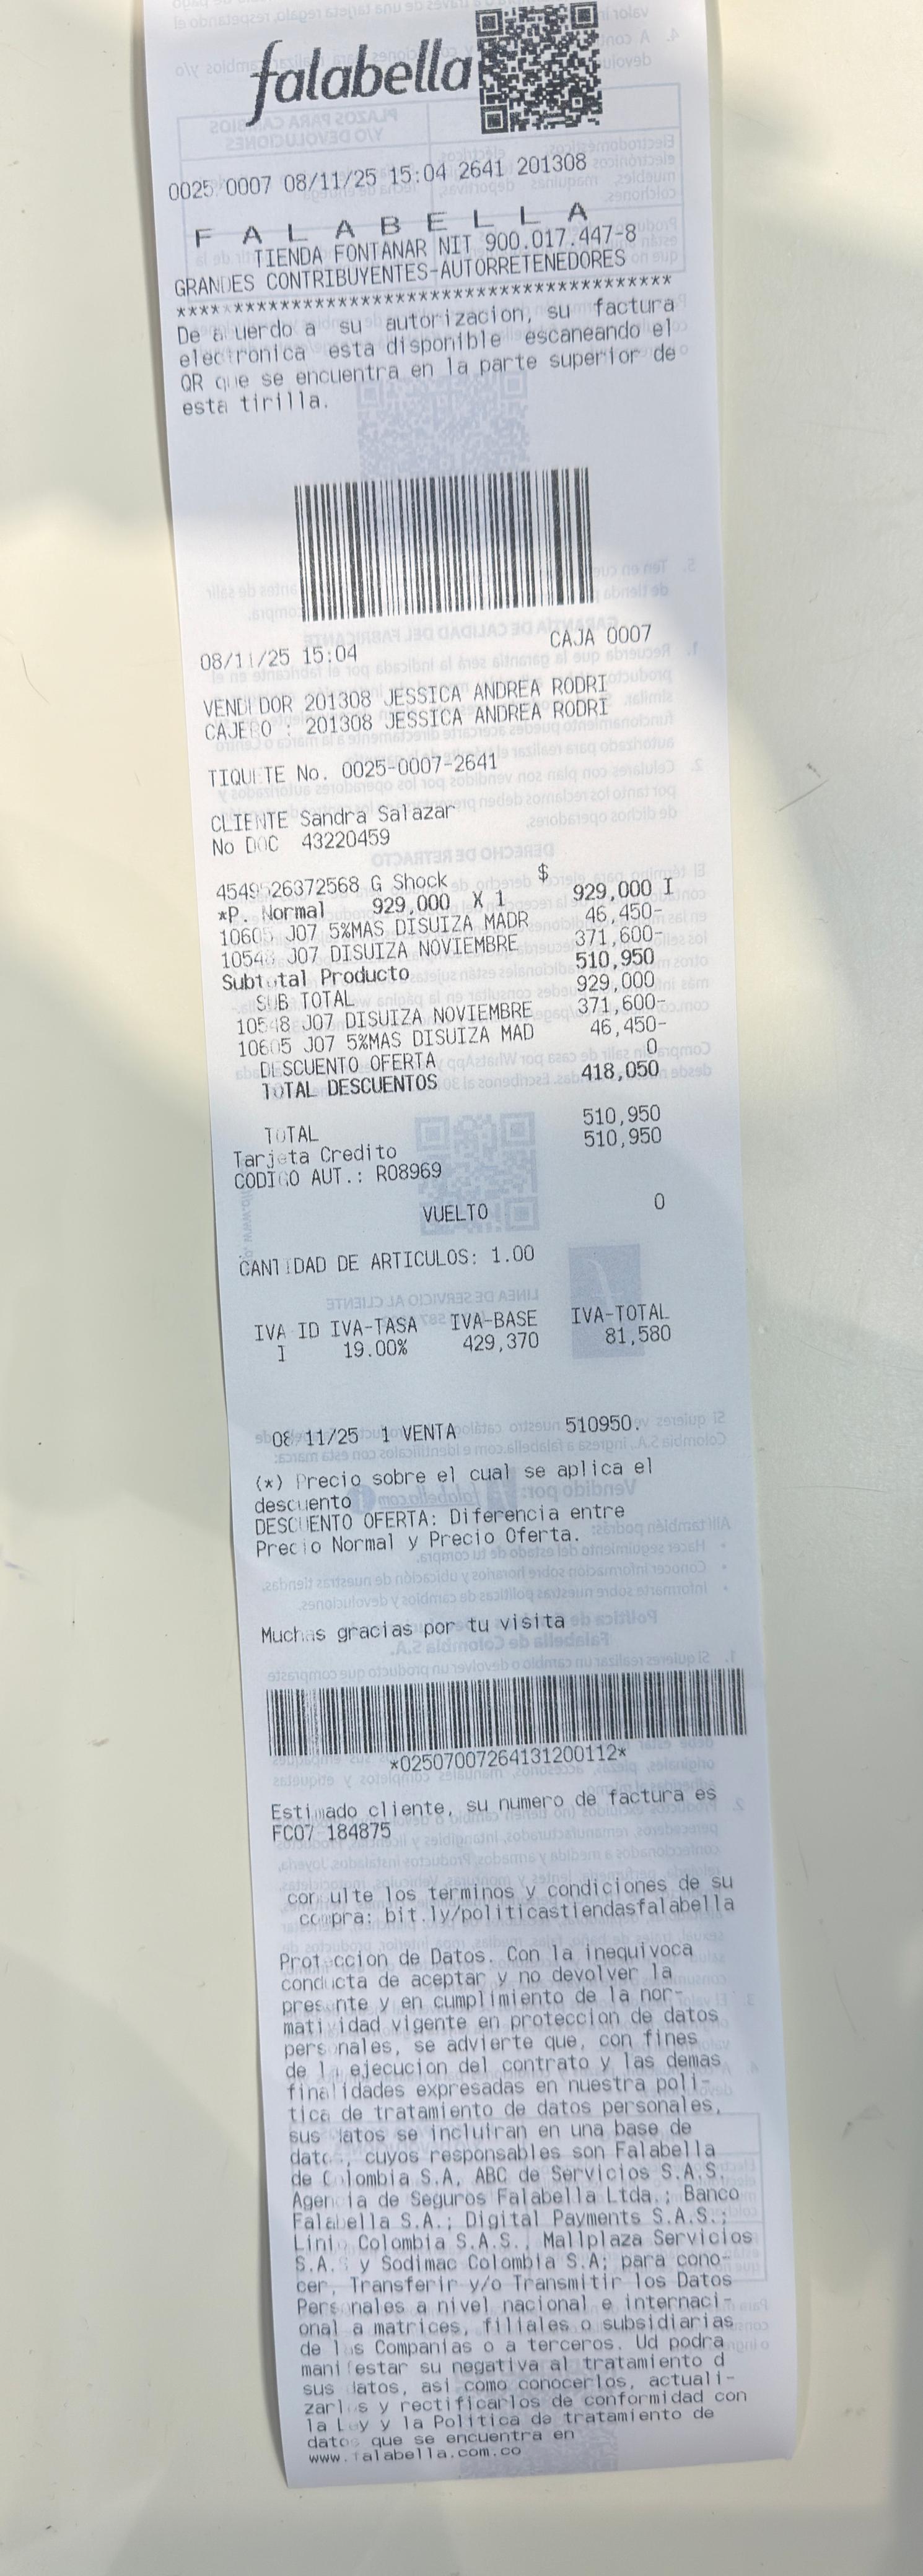 falabella
0025 0007 08/11/25 15:04 2641 201308
F A L A B E L L A
TIENDA FONTANAR NIT 900.017.447-8
GRANDES CONTRIBUYENTES-AUTORRETENEDORES
****************************************
De acuerdo a su autorizacion, su factura
electronica esta disponible escaneando el
QR que se encuentra en la parte superior de
esta tirilla.
08/11/25 15:04 CAJA 0007
VENDEDOR 201308 JESSICA ANDREA RODRI
CAJERO : 201308 JESSICA ANDREA RODRI
TIQUETE No. 0025-0007-2641
CLIENTE Sandra Salazar
No DOC 43220459
$
4549526372568 G Shock 929,000 I
*P. Normal 929,000 X 1
10605 J07 5%MAS DISUIZA MADR 46,450-
10548 J07 DISUIZA NOVIEMBRE 371,600-
Subtotal Producto 510,950
SUB TOTAL 929,000
10548 J07 DISUIZA NOVIEMBRE 371,600-
10605 J07 5%MAS DISUIZA MAD 46,450-
DESCUENTO OFERTA 0
TOTAL DESCUENTOS 418,050
TOTAL 510,950
Tarjeta Credito 510,950
CODIGO AUT.: R08969
VUELTO 0
CANTIDAD DE ARTICULOS: 1.00
IVA ID IVA-TASA IVA-BASE IVA-TOTAL
I 19.00% 429,370 81,580
08/11/25 1 VENTA 510950.
(*) Precio sobre el cual se aplica el
descuento
DESCUENTO OFERTA: Diferencia entre
Precio Normal y Precio Oferta.
Muchas gracias por tu visita
*02507007264131200112*
Estimado cliente, su numero de factura es
FC07 184875
consulte los terminos y condiciones de su
compra: bit.ly/politicastiendasfalabella
Proteccion de Datos. Con la inequivoca
conducta de aceptar y no devolver la
presente y en cumplimiento de la nor-
matividad vigente en proteccion de datos
personales, se advierte que, con fines
de la ejecucion del contrato y las demas
finalidades expresadas en nuestra poli-
tica de tratamiento de datos personales,
sus datos se incluiran en una base de
datos, cuyos responsables son Falabella
de Colombia S.A, ABC de Servicios S.A.S,
Agencia de Seguros Falabella Ltda.; Banco
Falabella S.A.; Digital Payments S.A.S.;
Linio Colombia S.A.S., Mallplaza Servicios
S.A.S y Sodimac Colombia S.A; para cono-
cer, Transferir y/o Transmitir los Datos
Personales a nivel nacional e internaci-
onal a matrices, filiales o subsidiarias
de las Companias o a terceros. Ud podra
manifestar su negativa al tratamiento d
sus datos, asi como conocerlos, actuali-
zarlos y rectificarlos de conformidad con
la Ley y la Politica de tratamiento de
datos que se encuentra en
www.falabella.com.co